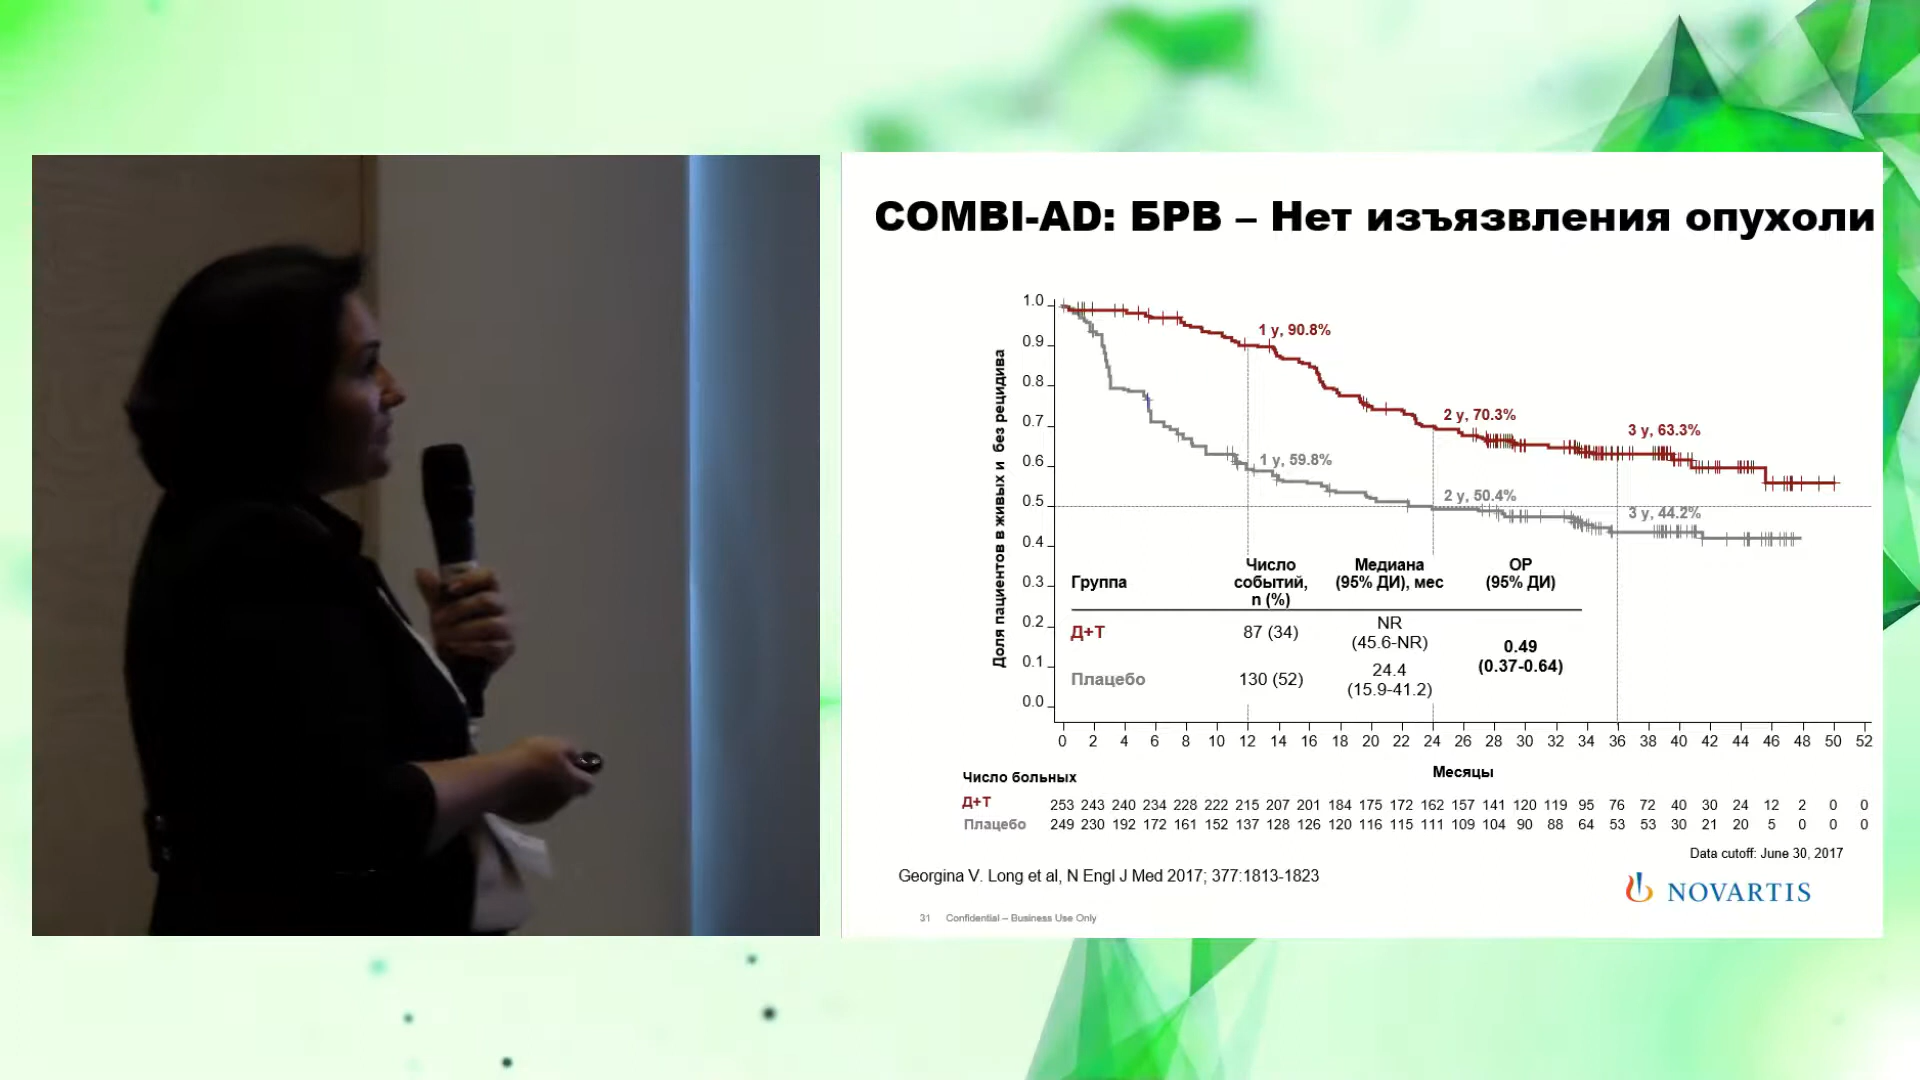 COMBI-AD: БРВ – Нет изъязвления опухоли
Доля пациентов в живых и без рецидива
1.0
0.9
0.8
0.7
0.6
0.5
0.4
0.3
0.2
0.1
0.0
1 y, 90.8%
2 y, 70.3%
3 y, 63.3%
1 y, 59.8%
2 y, 50.4%
3 y, 44.2%
Группа Число событий, n (%) Медиана (95% ДИ), мес ОР (95% ДИ)
Д+Т 87 (34) NR (45.6-NR) 0.49 (0.37-0.64)
Плацебо 130 (52) 24.4 (15.9-41.2)
0 2 4 6 8 10 12 14 16 18 20 22 24 26 28 30 32 34 36 38 40 42 44 46 48 50 52
Месяцы
Число больных
Д+Т 253 243 240 234 228 222 215 207 201 184 175 172 162 157 141 120 119 95 76 72 40 30 24 12 2 0 0
Плацебо 249 230 192 172 161 152 137 128 126 120 116 115 111 109 104 90 88 64 53 53 30 21 20 5 0 0 0
Data cutoff: June 30, 2017
Georgina V. Long et al, N Engl J Med 2017; 377:1813-1823
NOVARTIS
31 Confidential – Business Use Only